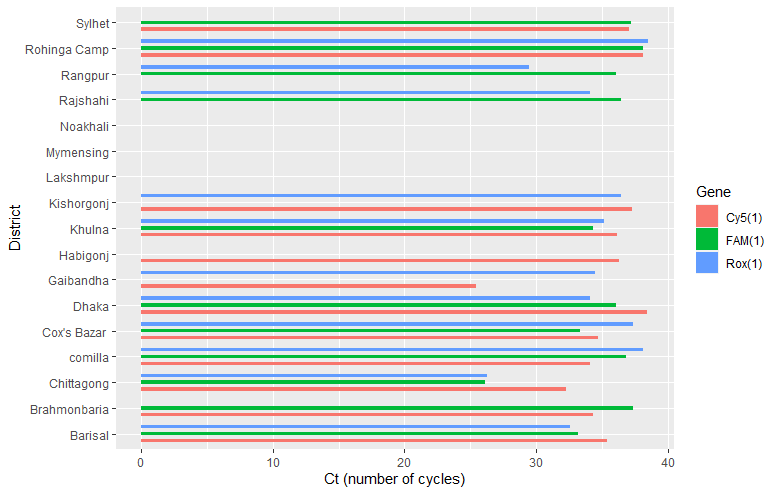 Sylhet
Rohinga Camp
Rangpur
Rajshahi
Noakhali
Mymensing
Lakshmpur
Kishorgonj
Khulna
Habigonj
Gaibandha
Dhaka
Cox's Bazar
comilla
Chittagong
Brahmonbaria
Barisal
District
0 10 20 30 40
Ct (number of cycles)
Gene
Cy5(1)
FAM(1)
Rox(1)